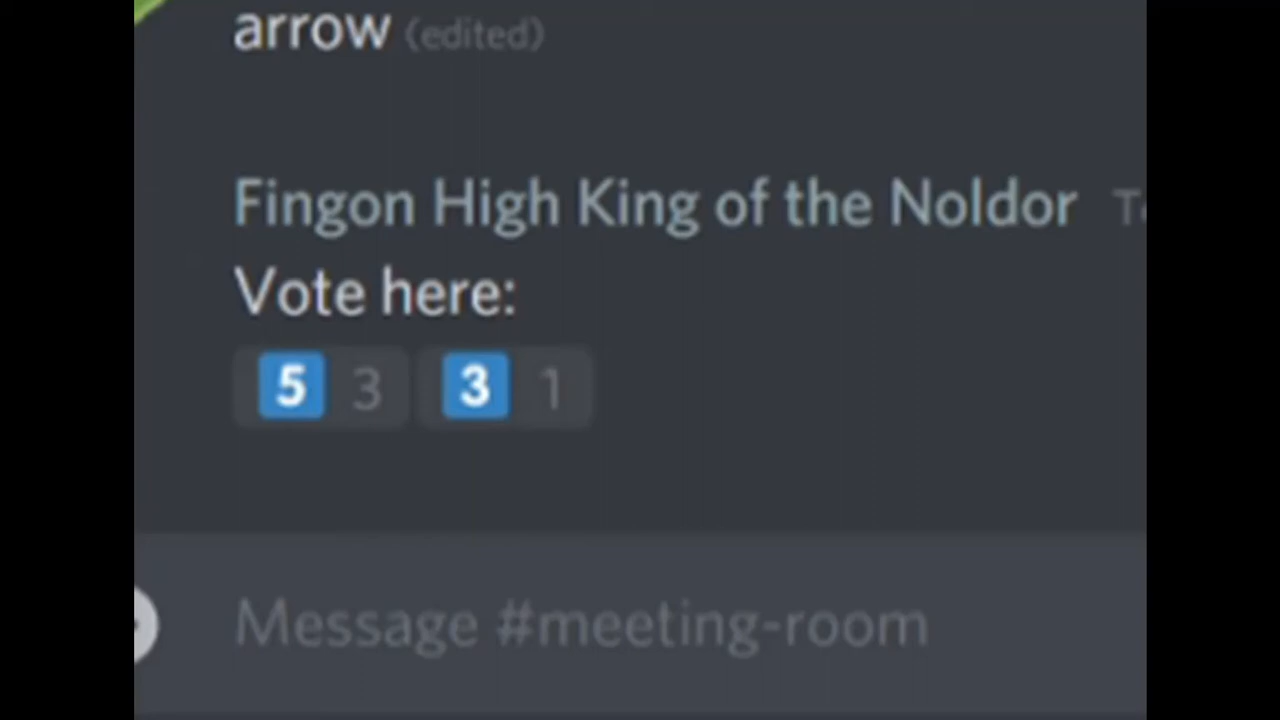 arrow (edited)
Fingon High King of the Noldor
Vote here:
5 3 3 1
Message #meeting-room